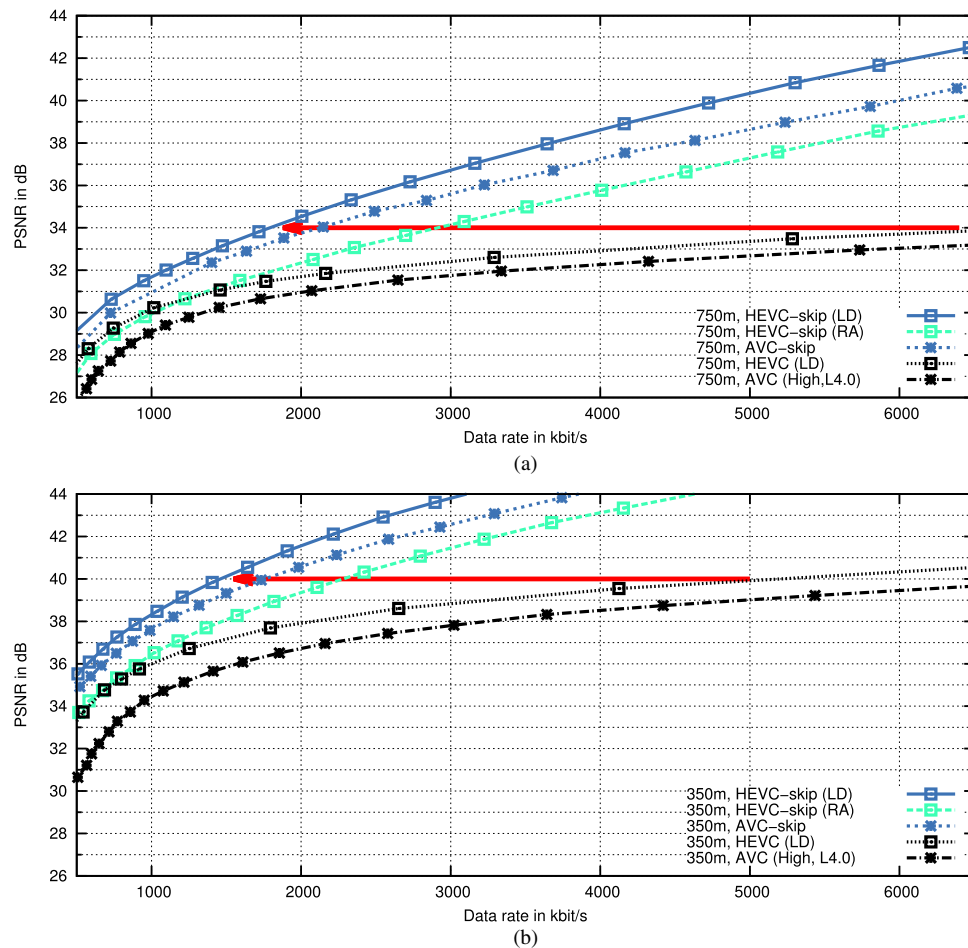 44
42
40
38
36
34
32
30
28
26
PSNR in dB
750m, HEVC-skip (LD)
750m, HEVC-skip (RA)
750m, AVC-skip
750m, HEVC (LD)
750m, AVC (High,L4.0)
1000 2000 3000 4000 5000 6000
Data rate in kbit/s
(a)
44
42
40
38
36
34
32
30
28
26
PSNR in dB
350m, HEVC-skip (LD)
350m, HEVC-skip (RA)
350m, AVC-skip
350m, HEVC (LD)
350m, AVC (High, L4.0)
1000 2000 3000 4000 5000 6000
Data rate in kbit/s
(b)